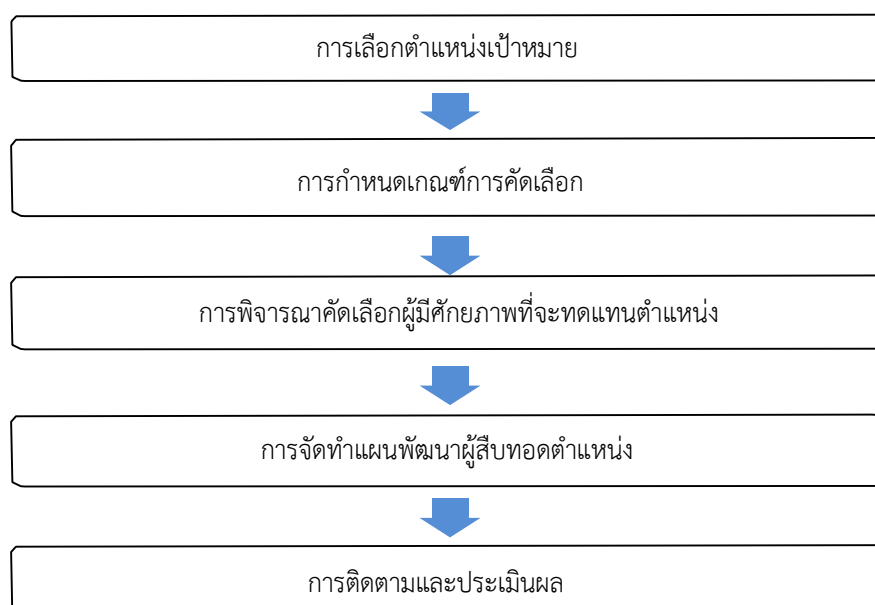 การเลือกตำแหน่งเป้าหมาย
การกำหนดเกณฑ์การคัดเลือก
การพิจารณาคัดเลือกผู้มีศักยภาพที่จะทดแทนตำแหน่ง
การจัดทำแผนพัฒนาผู้สืบทอดตำแหน่ง
การติดตามและประเมินผล